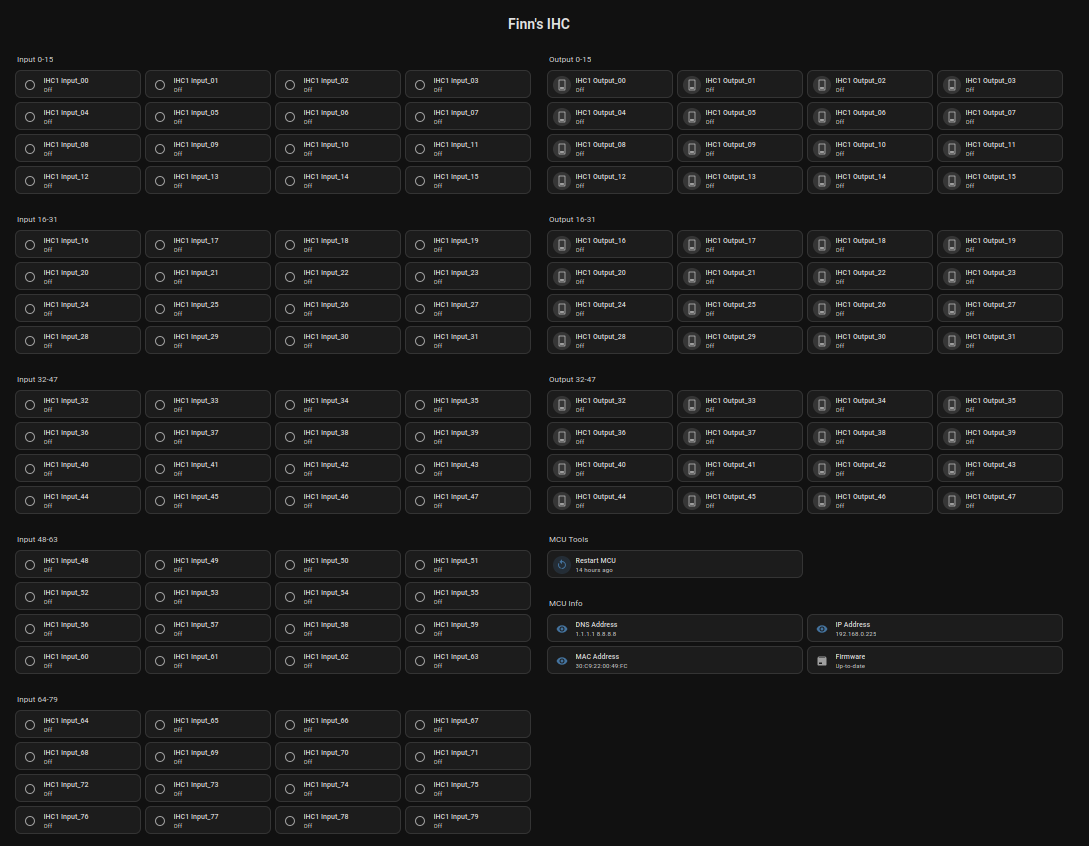 Finn's IHC
Input 0-15
IHC1 Input_00
Off
IHC1 Input_01
Off
IHC1 Input_02
Off
IHC1 Input_03
Off
IHC1 Input_04
Off
IHC1 Input_05
Off
IHC1 Input_06
Off
IHC1 Input_07
Off
IHC1 Input_08
Off
IHC1 Input_09
Off
IHC1 Input_10
Off
IHC1 Input_11
Off
IHC1 Input_12
Off
IHC1 Input_13
Off
IHC1 Input_14
Off
IHC1 Input_15
Off
Input 16-31
IHC1 Input_16
Off
IHC1 Input_17
Off
IHC1 Input_18
Off
IHC1 Input_19
Off
IHC1 Input_20
Off
IHC1 Input_21
Off
IHC1 Input_22
Off
IHC1 Input_23
Off
IHC1 Input_24
Off
IHC1 Input_25
Off
IHC1 Input_26
Off
IHC1 Input_27
Off
IHC1 Input_28
Off
IHC1 Input_29
Off
IHC1 Input_30
Off
IHC1 Input_31
Off
Input 32-47
IHC1 Input_32
Off
IHC1 Input_33
Off
IHC1 Input_34
Off
IHC1 Input_35
Off
IHC1 Input_36
Off
IHC1 Input_37
Off
IHC1 Input_38
Off
IHC1 Input_39
Off
IHC1 Input_40
Off
IHC1 Input_41
Off
IHC1 Input_42
Off
IHC1 Input_43
Off
IHC1 Input_44
Off
IHC1 Input_45
Off
IHC1 Input_46
Off
IHC1 Input_47
Off
Input 48-63
IHC1 Input_48
Off
IHC1 Input_49
Off
IHC1 Input_50
Off
IHC1 Input_51
Off
IHC1 Input_52
Off
IHC1 Input_53
Off
IHC1 Input_54
Off
IHC1 Input_55
Off
IHC1 Input_56
Off
IHC1 Input_57
Off
IHC1 Input_58
Off
IHC1 Input_59
Off
IHC1 Input_60
Off
IHC1 Input_61
Off
IHC1 Input_62
Off
IHC1 Input_63
Off
Input 64-79
IHC1 Input_64
Off
IHC1 Input_65
Off
IHC1 Input_66
Off
IHC1 Input_67
Off
IHC1 Input_68
Off
IHC1 Input_69
Off
IHC1 Input_70
Off
IHC1 Input_71
Off
IHC1 Input_72
Off
IHC1 Input_73
Off
IHC1 Input_74
Off
IHC1 Input_75
Off
IHC1 Input_76
Off
IHC1 Input_77
Off
IHC1 Input_78
Off
IHC1 Input_79
Off
Output 0-15
IHC1 Output_00
Off
IHC1 Output_01
Off
IHC1 Output_02
Off
IHC1 Output_03
Off
IHC1 Output_04
Off
IHC1 Output_05
Off
IHC1 Output_06
Off
IHC1 Output_07
Off
IHC1 Output_08
Off
IHC1 Output_09
Off
IHC1 Output_10
Off
IHC1 Output_11
Off
IHC1 Output_12
Off
IHC1 Output_13
Off
IHC1 Output_14
Off
IHC1 Output_15
Off
Output 16-31
IHC1 Output_16
Off
IHC1 Output_17
Off
IHC1 Output_18
Off
IHC1 Output_19
Off
IHC1 Output_20
Off
IHC1 Output_21
Off
IHC1 Output_22
Off
IHC1 Output_23
Off
IHC1 Output_24
Off
IHC1 Output_25
Off
IHC1 Output_26
Off
IHC1 Output_27
Off
IHC1 Output_28
Off
IHC1 Output_29
Off
IHC1 Output_30
Off
IHC1 Output_31
Off
Output 32-47
IHC1 Output_32
Off
IHC1 Output_33
Off
IHC1 Output_34
Off
IHC1 Output_35
Off
IHC1 Output_36
Off
IHC1 Output_37
Off
IHC1 Output_38
Off
IHC1 Output_39
Off
IHC1 Output_40
Off
IHC1 Output_41
Off
IHC1 Output_42
Off
IHC1 Output_43
Off
IHC1 Output_44
Off
IHC1 Output_45
Off
IHC1 Output_46
Off
IHC1 Output_47
Off
MCU Tools
Restart MCU
14 hours ago
MCU Info
DNS Address
1.1.1.1 8.8.8.8
IP Address
192.168.0.225
MAC Address
30:C9:22:00:49:FC
Firmware
Up-to-date